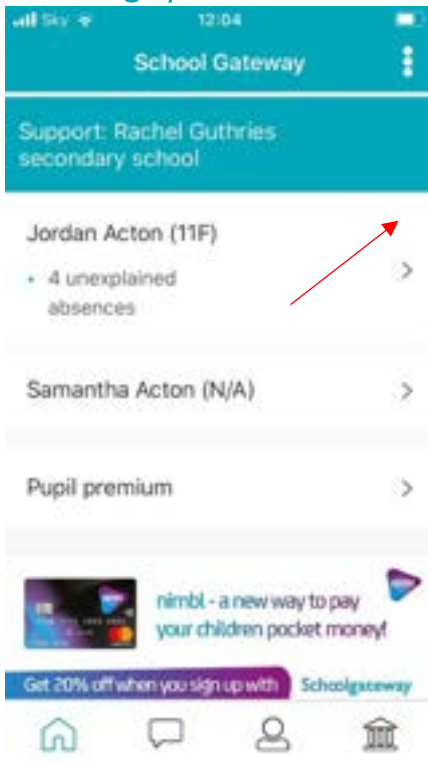 Sky 12:04
School Gateway
Support: Rachel Guthries
secondary school
Jordan Acton (11F)
• 4 unexplained
absences
Samantha Acton (N/A)
Pupil premium
nimbl - a new way to pay
your children pocket money!
Get 20% off when you sign up with Schoolgateway